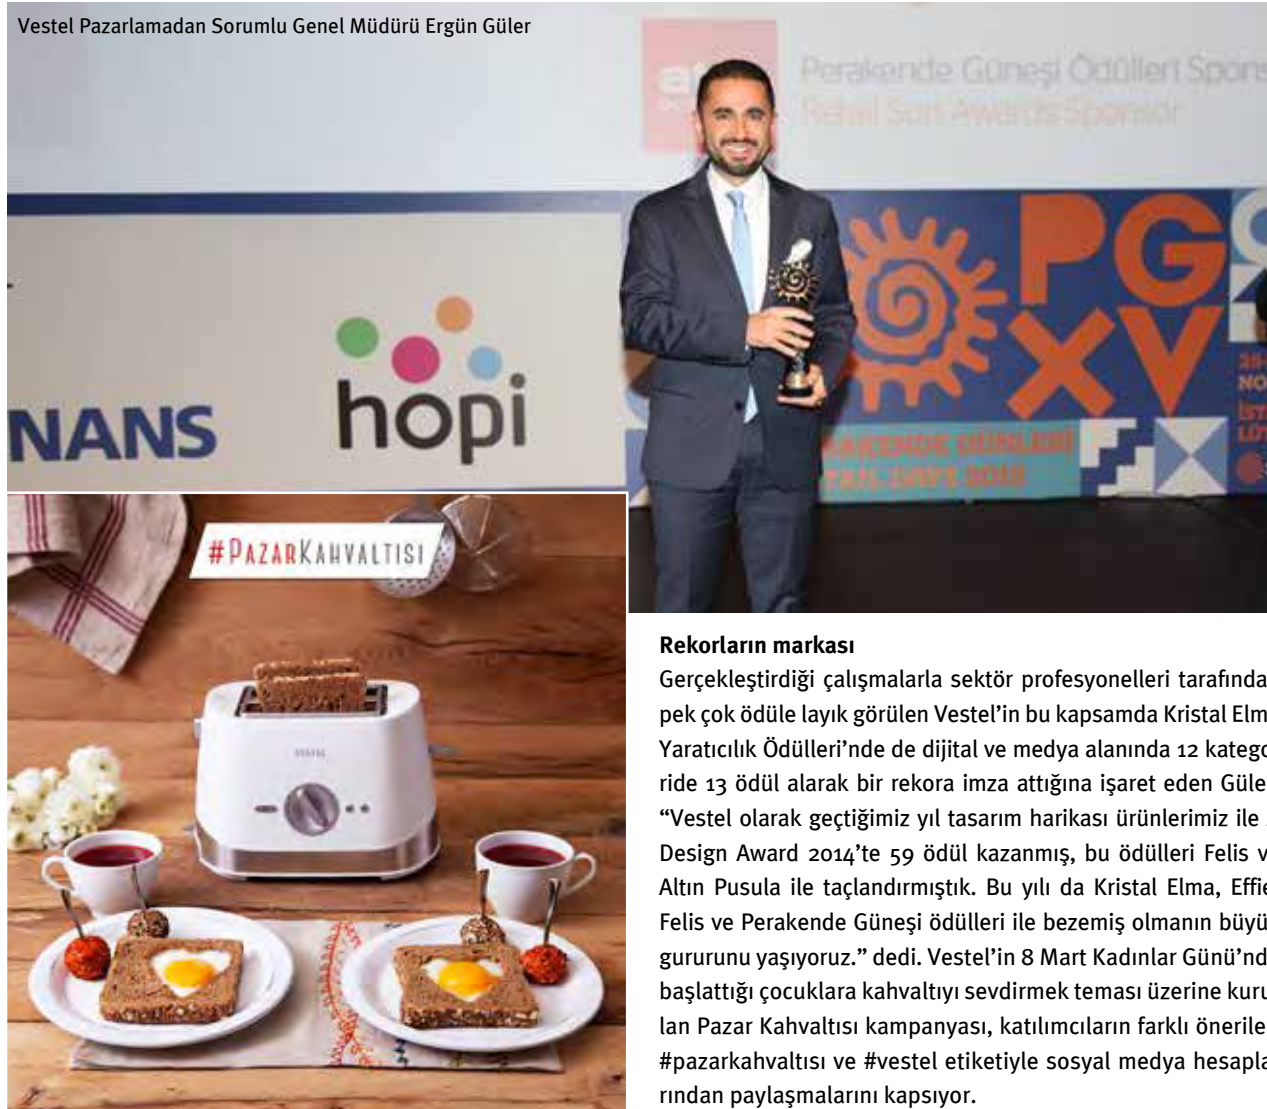 Vestel Pazarlamadan Sorumlu Genel Müdürü Ergün Güler
Perakende Güneşi Ödülleri Spons
Retail Sun Awards Sponsor
PG
XV
NANS
hopi
NO
İST
LÜT
#PAZARKAHVALTISI
VESTEL
Rekorların markası
Gerçekleştirdiği çalışmalarla sektör profesyonelleri tarafında
pek çok ödüle layık görülen Vestel’in bu kapsamda Kristal Elm
Yaratıcılık Ödülleri’nde de dijital ve medya alanında 12 katego
ride 13 ödül alarak bir rekora imza attığına işaret eden Güle
“Vestel olarak geçtiğimiz yıl tasarım harikası ürünlerimiz ile
Design Award 2014’te 59 ödül kazanmış, bu ödülleri Felis v
Altın Pusula ile taçlandırmıştık. Bu yılı da Kristal Elma, Effie
Felis ve Perakende Güneşi ödülleri ile bezemiş olmanın büyü
gururunu yaşıyoruz.” dedi. Vestel’in 8 Mart Kadınlar Günü’nd
başlattığı çocuklara kahvaltıyı sevdirmek teması üzerine kuru
lan Pazar Kahvaltısı kampanyası, katılımcıların farklı önerile
#pazarkahvaltısı ve #vestel etiketiyle sosyal medya hesapla
rından paylaşmalarını kapsıyor.